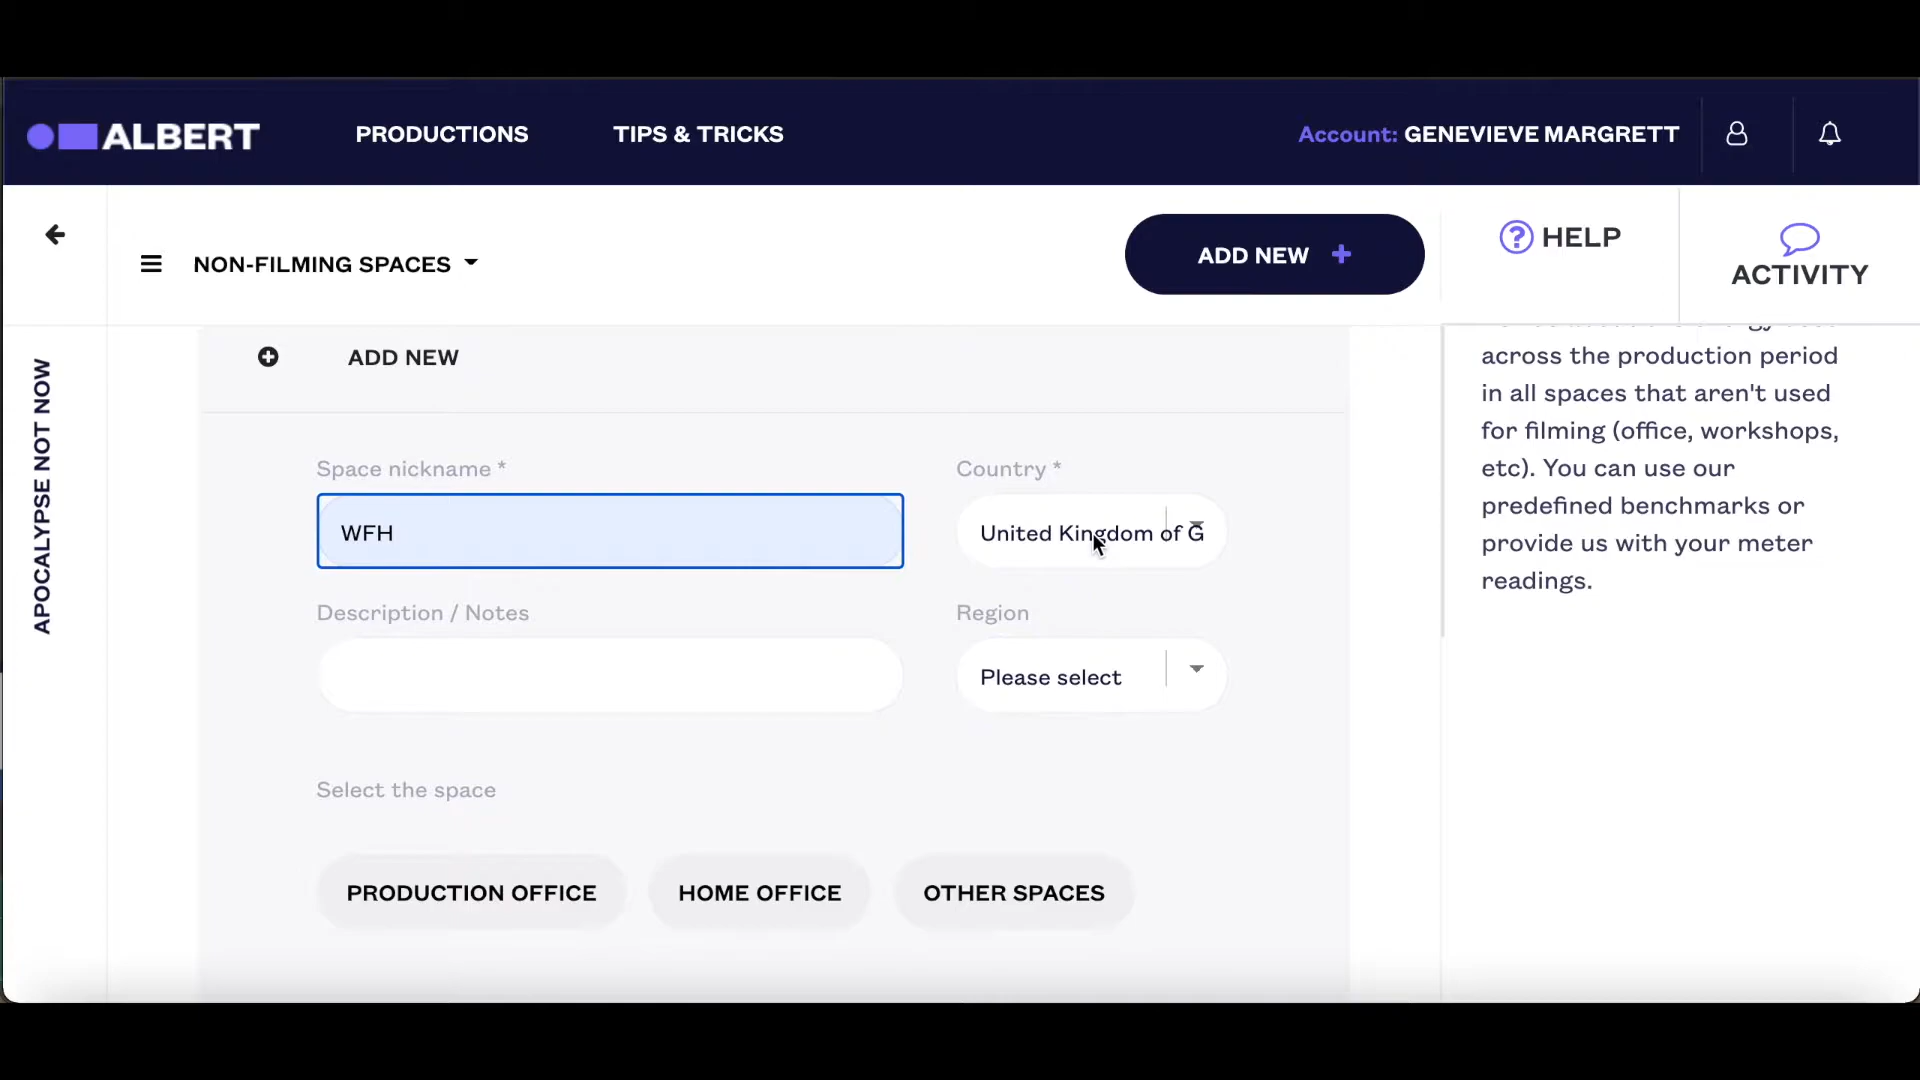 ALBERT
PRODUCTIONS
TIPS & TRICKS
Account: GENEVIEVE MARGRETT
NON-FILMING SPACES
ADD NEW +
? HELP
ACTIVITY
APOCALYPSE NOT NOW
ADD NEW
Space nickname *
WFH
Country *
United Kingdom of G
Description / Notes
Region
Please select
Select the space
PRODUCTION OFFICE
HOME OFFICE
OTHER SPACES
across the production period
in all spaces that aren't used
for filming (office, workshops,
etc). You can use our
predefined benchmarks or
provide us with your meter
readings.